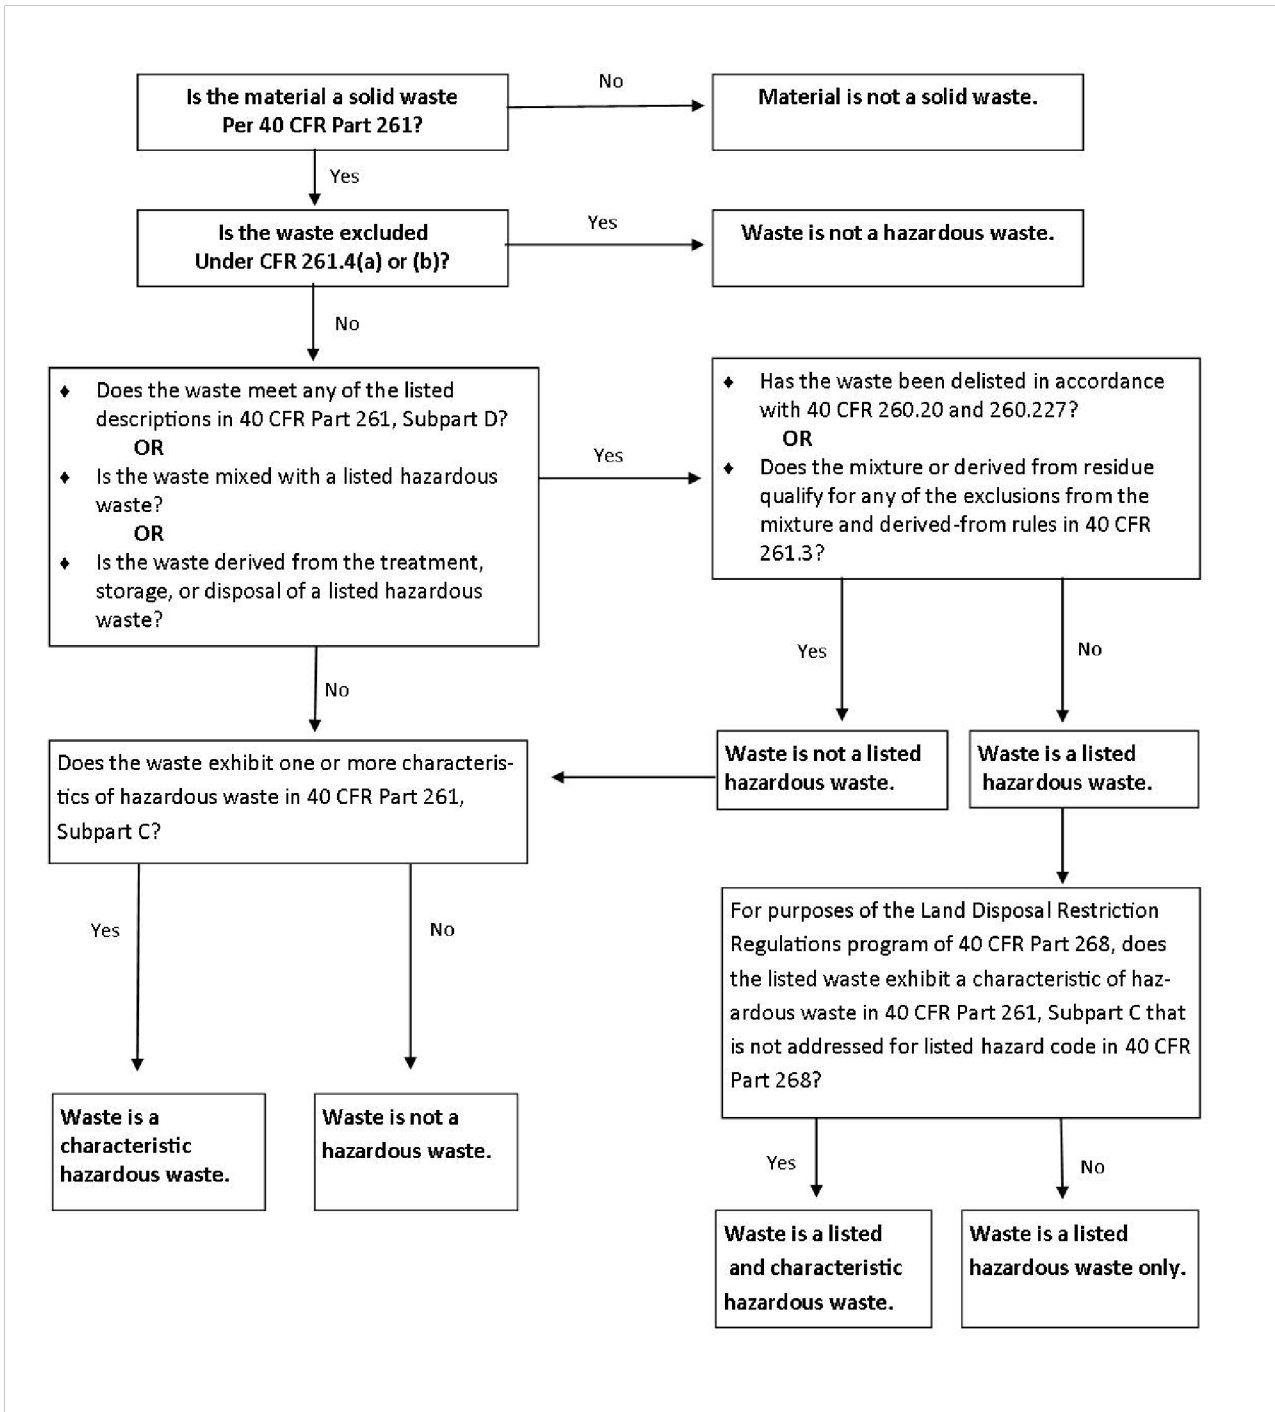 Is the material a solid waste
Per 40 CFR Part 261?
No
Material is not a solid waste.
Yes
Is the waste excluded
Under CFR 261.4(a) or (b)?
Yes
Waste is not a hazardous waste.
No
♦ Does the waste meet any of the listed
descriptions in 40 CFR Part 261, Subpart D?
OR
♦ Is the waste mixed with a listed hazardous
waste?
OR
♦ Is the waste derived from the treatment,
storage, or disposal of a listed hazardous
waste?
Yes
♦ Has the waste been delisted in accordance
with 40 CFR 260.20 and 260.227?
OR
♦ Does the mixture or derived from residue
qualify for any of the exclusions from the
mixture and derived-from rules in 40 CFR
261.3?
No
Yes
No
Does the waste exhibit one or more characteris-
tics of hazardous waste in 40 CFR Part 261,
Subpart C?
Waste is not a listed
hazardous waste.
Waste is a listed
hazardous waste.
Yes
No
For purposes of the Land Disposal Restriction
Regulations program of 40 CFR Part 268, does
the listed waste exhibit a characteristic of haz-
ardous waste in 40 CFR Part 261, Subpart C that
is not addressed for listed hazard code in 40 CFR
Part 268?
Waste is a
characteristic
hazardous waste.
Waste is not a
hazardous waste.
Yes
No
Waste is a listed
and characteristic
hazardous waste.
Waste is a listed
hazardous waste only.